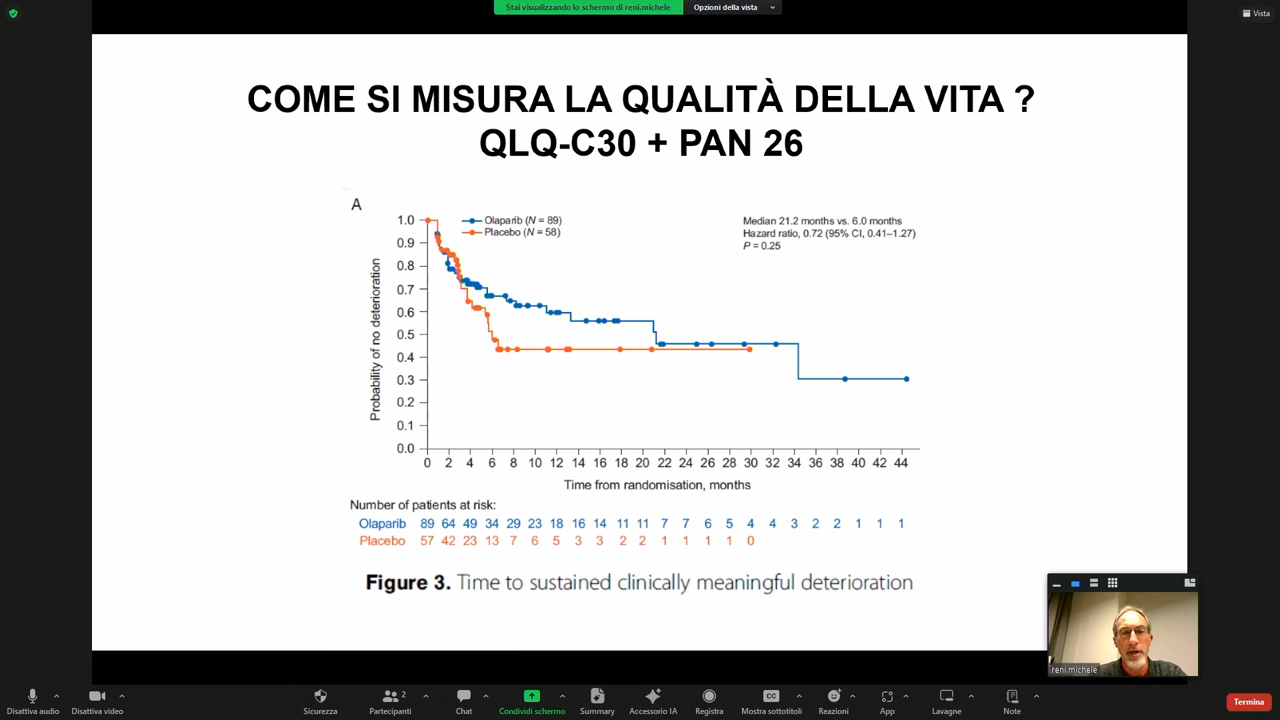 Stai visualizzando lo schermo di reni.michele
Opzioni della vista
Vista
COME SI MISURA LA QUALITÀ DELLA VITA ?
QLQ-C30 + PAN 26
A
Olaparib (N = 89)
Placebo (N = 58)
Median 21.2 months vs. 6.0 months
Hazard ratio, 0.72 (95% CI, 0.41–1.27)
P = 0.25
Probability of no deterioration
1.0
0.9
0.8
0.7
0.6
0.5
0.4
0.3
0.2
0.1
0.0
0 2 4 6 8 10 12 14 16 18 20 22 24 26 28 30 32 34 36 38 40 42 44
Time from randomisation, months
Number of patients at risk:
Olaparib 89 64 49 34 29 23 18 16 14 11 11 7 7 6 5 4 4 3 2 2 1 1 1
Placebo 57 42 23 13 7 6 5 3 3 2 2 1 1 1 1 0
Figure 3. Time to sustained clinically meaningful deterioration
reni.michele
Disattiva audio
Disattiva video
Sicurezza
2
Partecipanti
Chat
Condividi schermo
Summary
Accessorio IA
Registra
CC
Mostra sottotitoli
Reazioni
App
Lavagne
Note
Termina